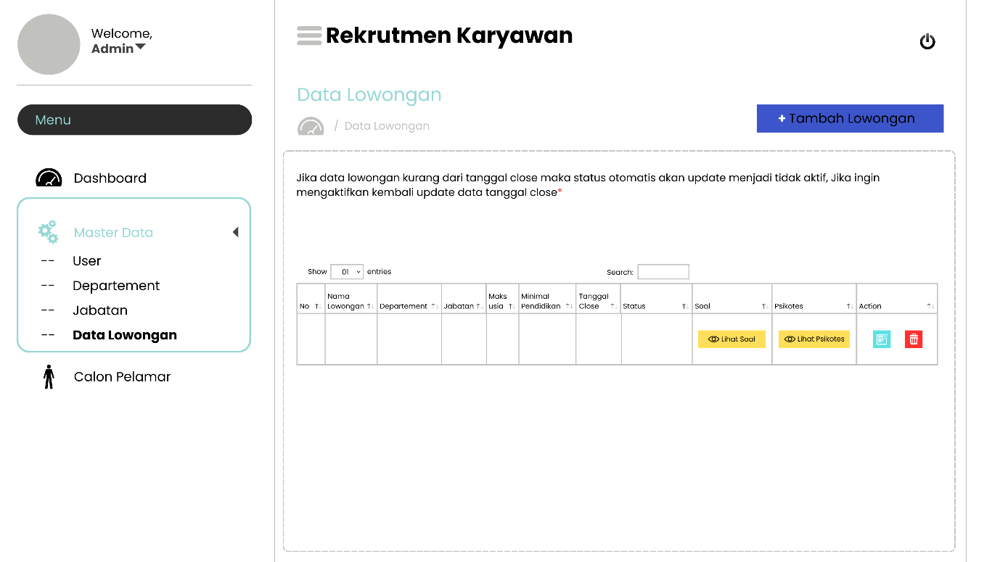 Welcome,
Admin
Menu
Dashboard
Master Data
-- User
-- Departement
-- Jabatan
-- Data Lowongan
Calon Pelamar
Rekrutmen Karyawan
Data Lowongan
/ Data Lowongan
+ Tambah Lowongan
Jika data lowongan kurang dari tanggal close maka status otomatis akan update menjadi tidak aktif, Jika ingin
mengaktifkan kembali update data tanggal close*
Show 01 entries
Search:
No
Nama
Lowongan
Departement
Jabatan
Maks
usia
Minimal
Pendidikan
Tanggal
Close
Status
Soal
Psikotes
Action
Lihat Soal
Lihat Psikotes